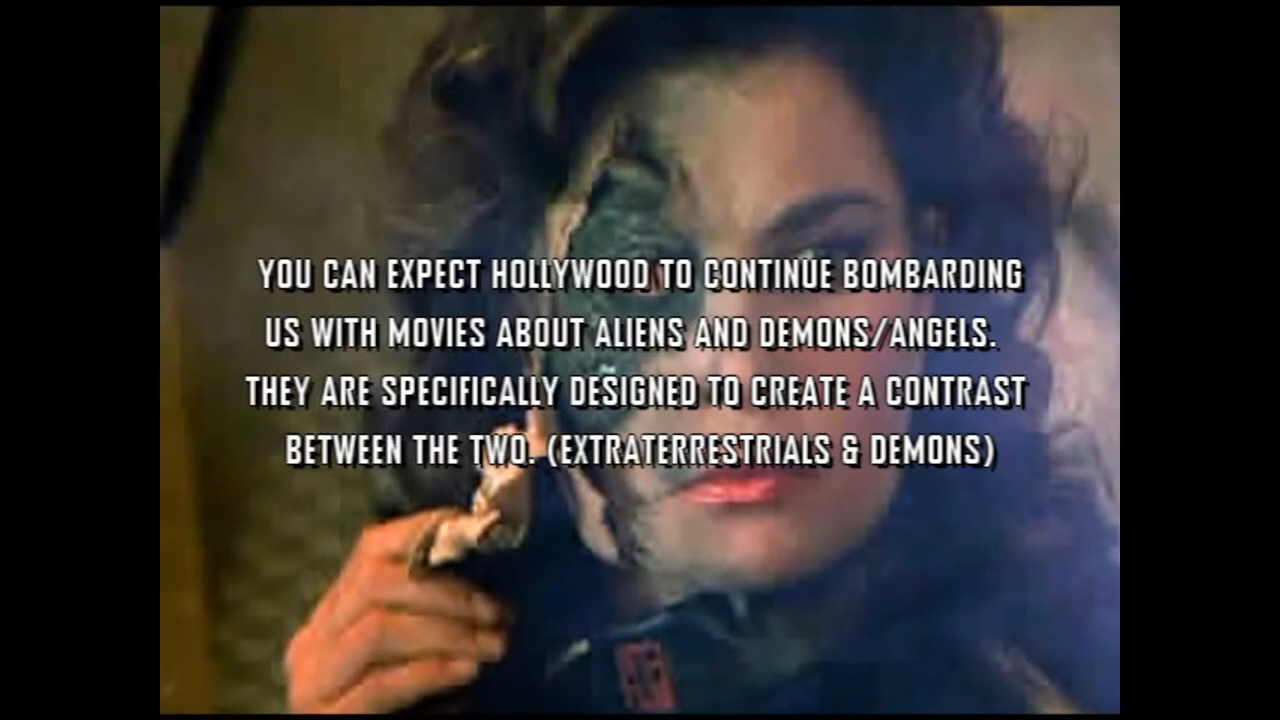 YOU CAN EXPECT HOLLYWOOD TO CONTINUE BOMBARDING
US WITH MOVIES ABOUT ALIENS AND DEMONS/ANGELS.
THEY ARE SPECIFICALLY DESIGNED TO CREATE A CONTRAST
BETWEEN THE TWO. (EXTRATERRESTRIALS & DEMONS)